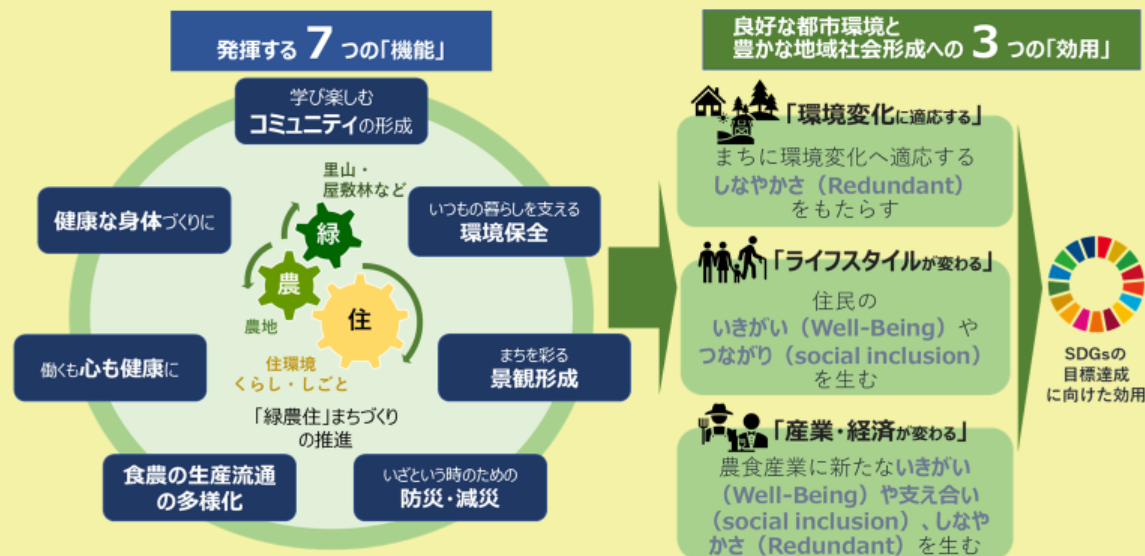 発揮する 7 つの「機能」
学び楽しむ
コミュニティの形成
里山・
屋敷林など
健康な身体づくりに
いつもの暮らしを支える
環境保全
緑
農
住
農地
働くも心も健康に
住環境
くらし・しごと
まちを彩る
景観形成
「緑農住」まちづくり
の推進
食農の生産流通
の多様化
いざという時のための
防災・減災
良好な都市環境と
豊かな地域社会形成への 3 つの「効用」
「環境変化に適応する」
まちに環境変化へ適応する
しなやかさ（Redundant）
をもたらす
「ライフスタイルが変わる」
住民の
いきがい（Well-Being）や
つながり（social inclusion）
を生む
「産業・経済が変わる」
農食産業に新たないきがい
（Well-Being）や支え合い
（social inclusion）、しなや
かさ（Redundant）を生む
SDGsの
目標達成
に向けた効用